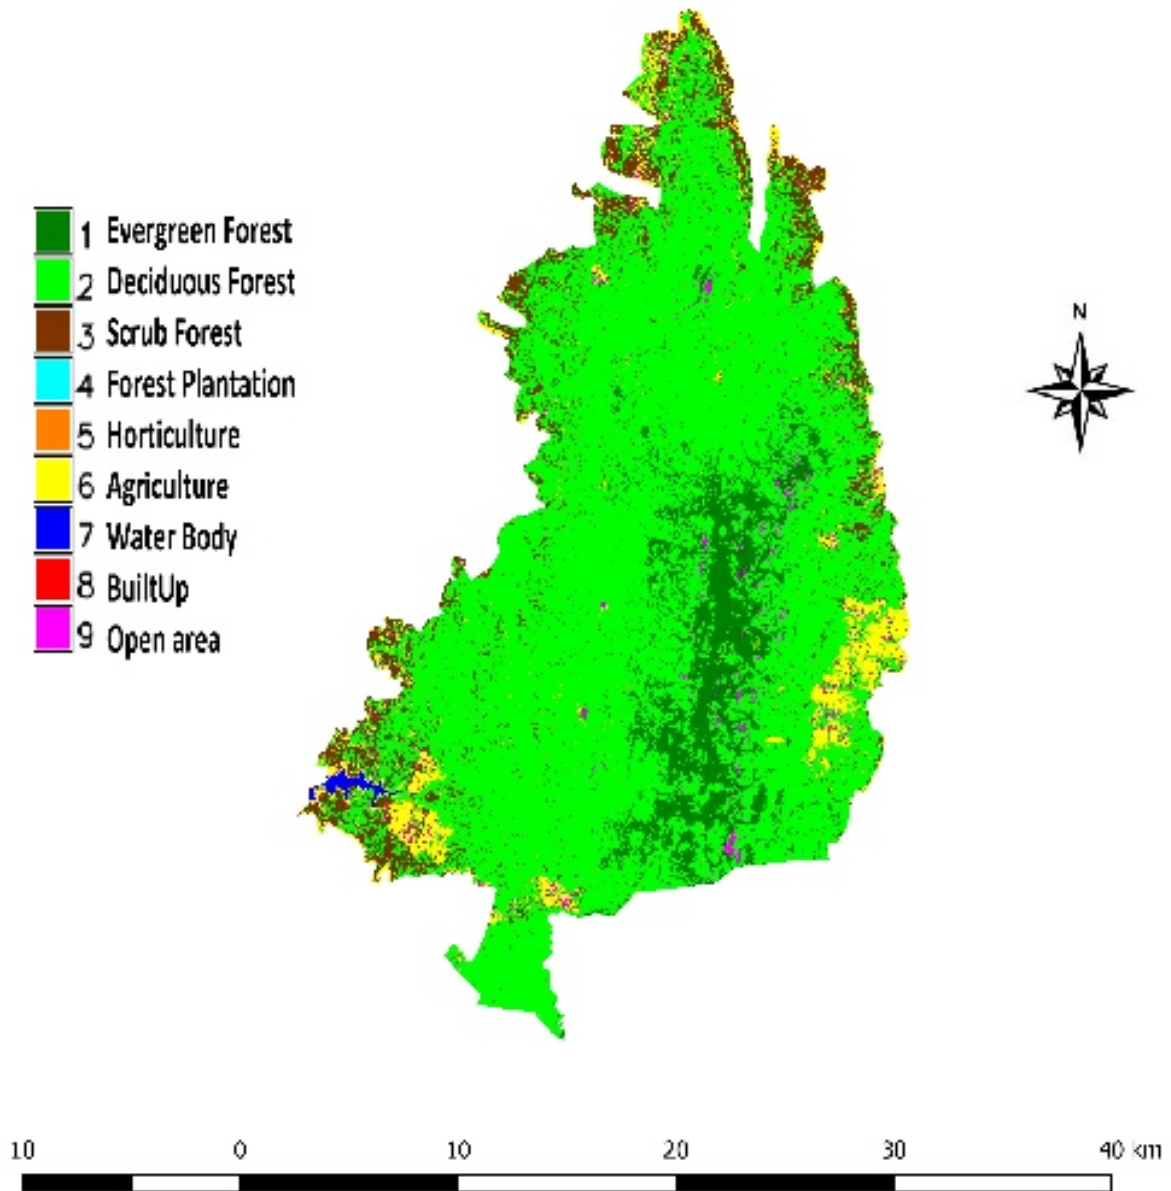 N
1 Evergreen Forest
2 Deciduous Forest
3 Scrub Forest
4 Forest Plantation
5 Horticulture
6 Agriculture
7 Water Body
8 BuiltUp
9 Open area
10 0 10 20 30 40 km